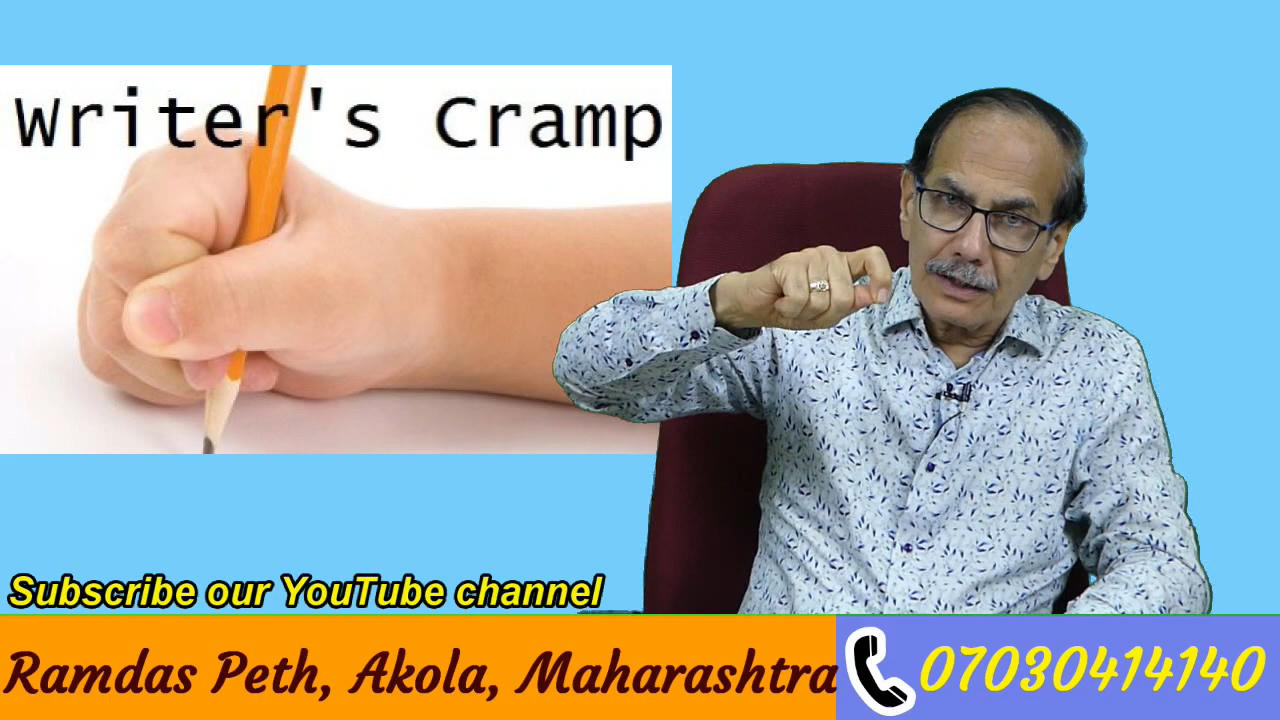 Writer's Cramp
Subscribe our YouTube channel
Ramdas Peth, Akola, Maharashtra
07030414140